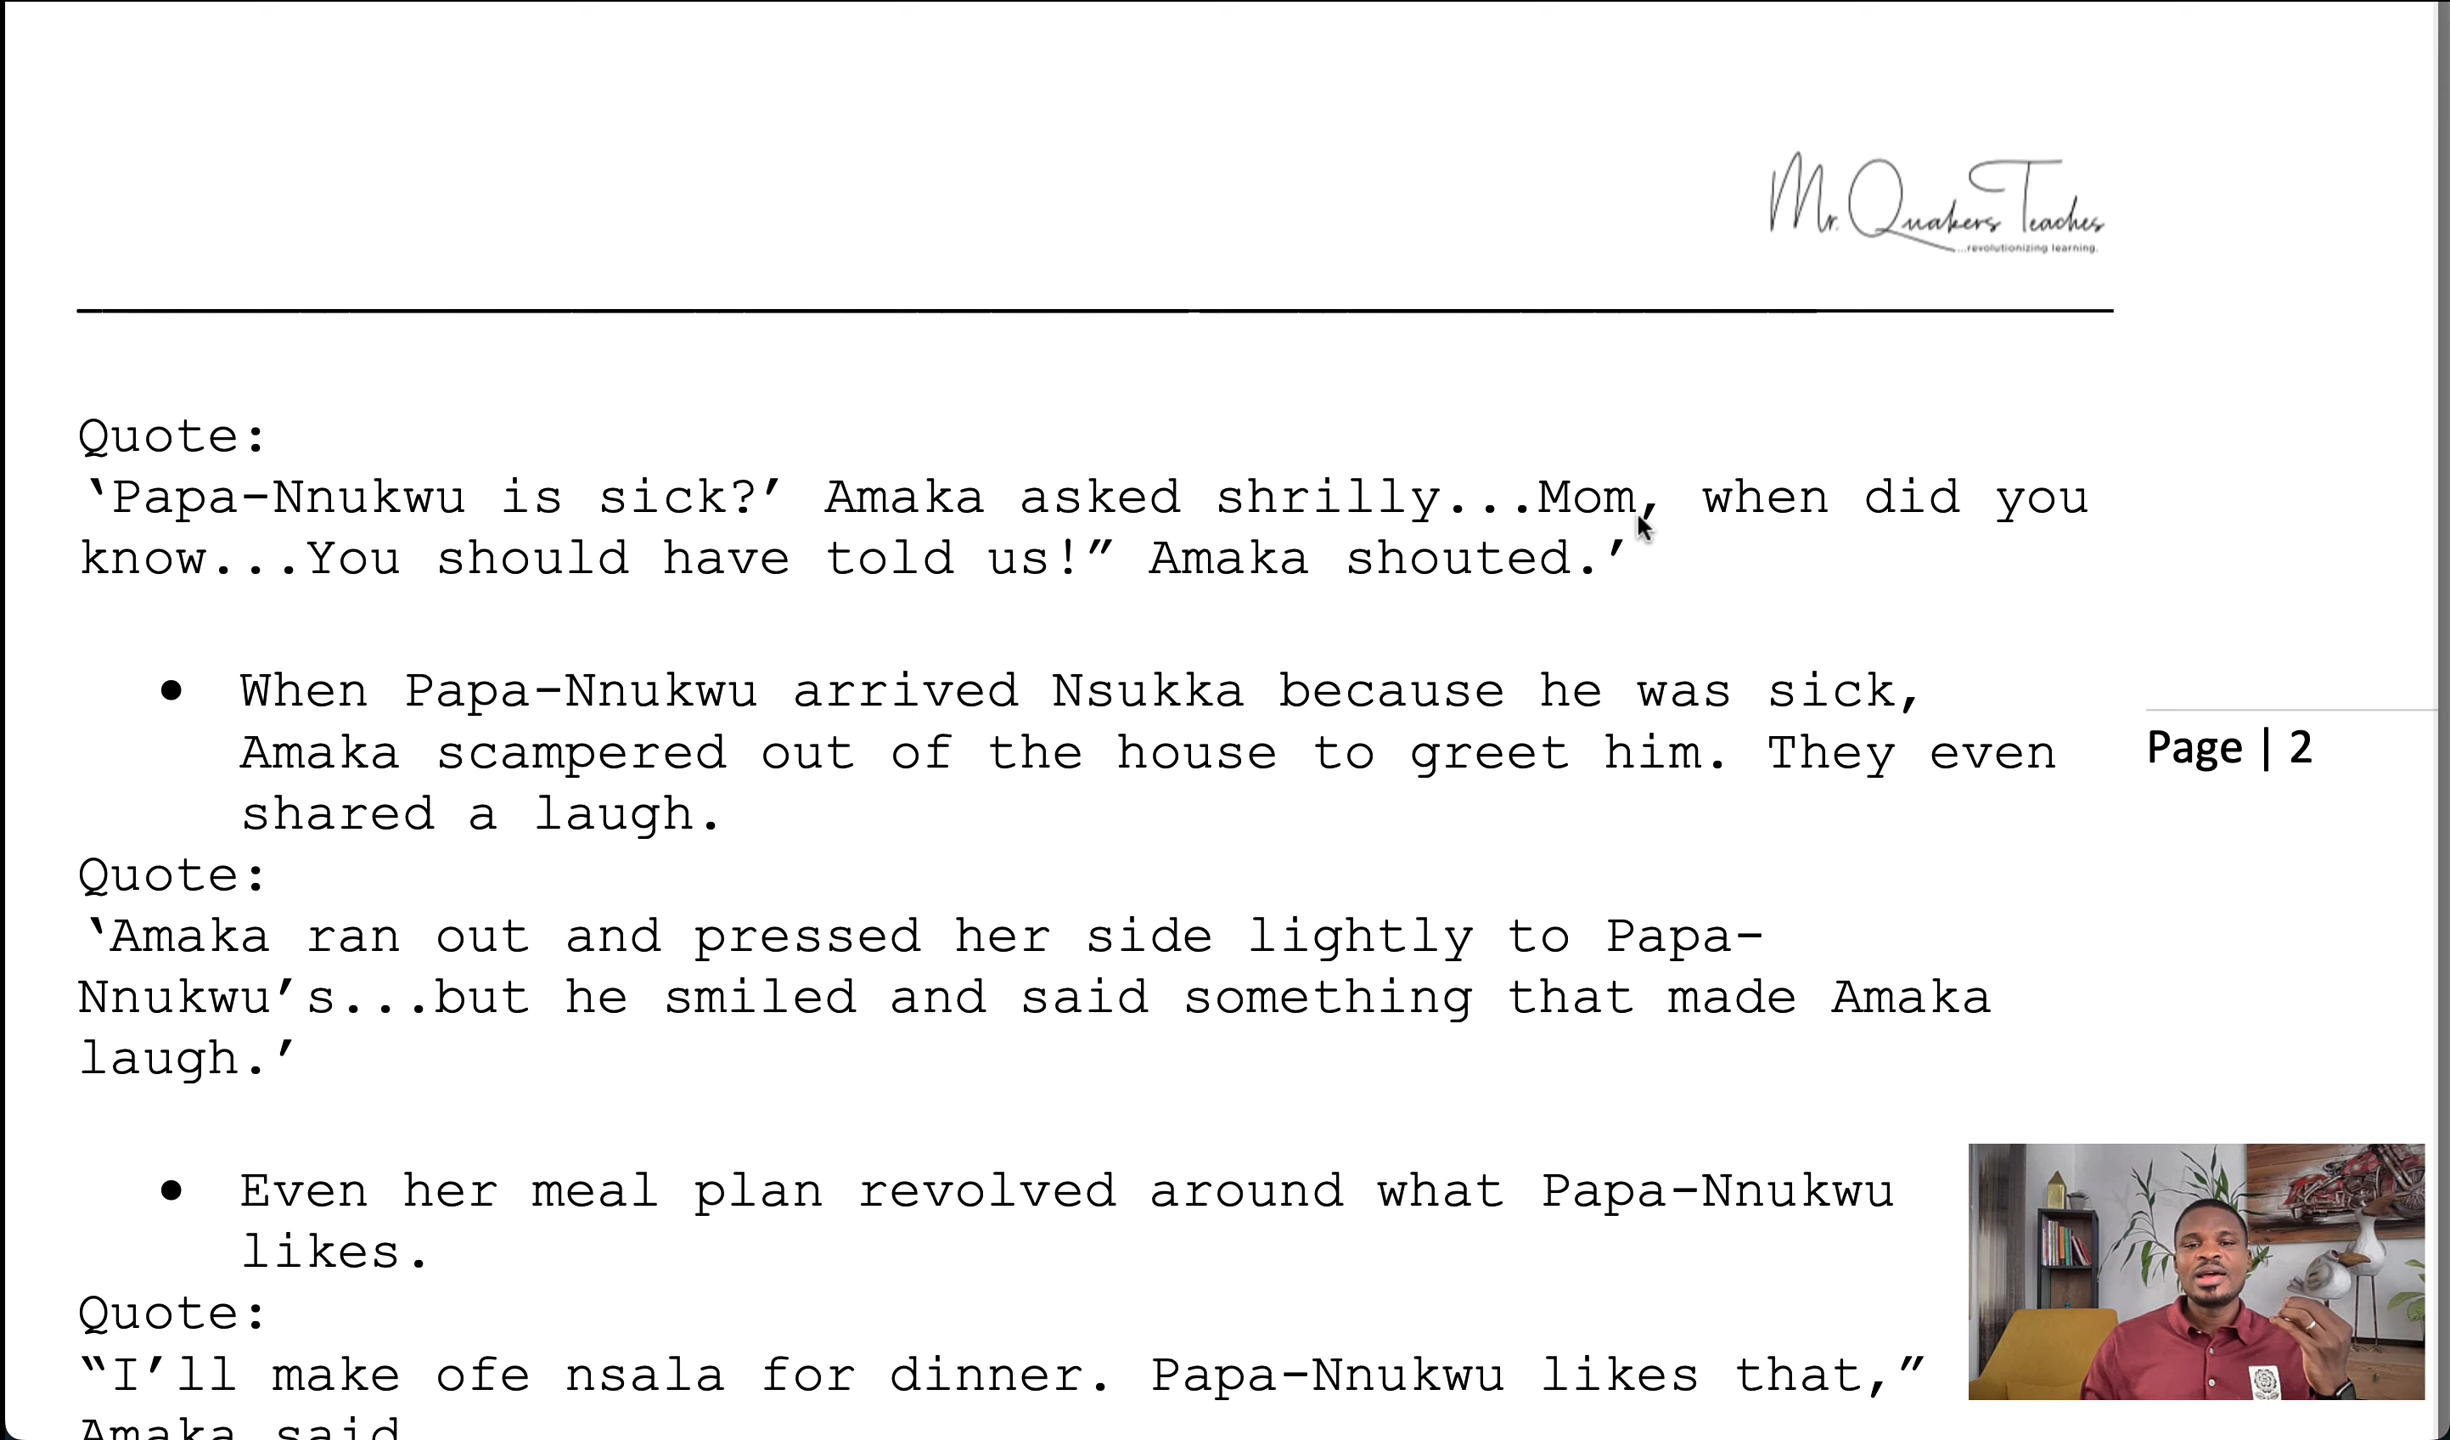 Mr. Quakers Teaches
...revolutionizing learning.
Quote:
‘Papa-Nnukwu is sick?’ Amaka asked shrilly...Mom, when did you
know...You should have told us!” Amaka shouted.’
• When Papa-Nnukwu arrived Nsukka because he was sick,
Amaka scampered out of the house to greet him. They even
shared a laugh.
Page | 2
Quote:
‘Amaka ran out and pressed her side lightly to Papa-
Nnukwu’s...but he smiled and said something that made Amaka
laugh.’
• Even her meal plan revolved around what Papa-Nnukwu
likes.
Quote:
“I’ll make ofe nsala for dinner. Papa-Nnukwu likes that,”
Amaka said